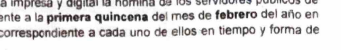 a impresa y digital la nómina de los servidores públicos de
ente a la primera quincena del mes de febrero del año en
correspondiente a cada uno de ellos en tiempo y forma de